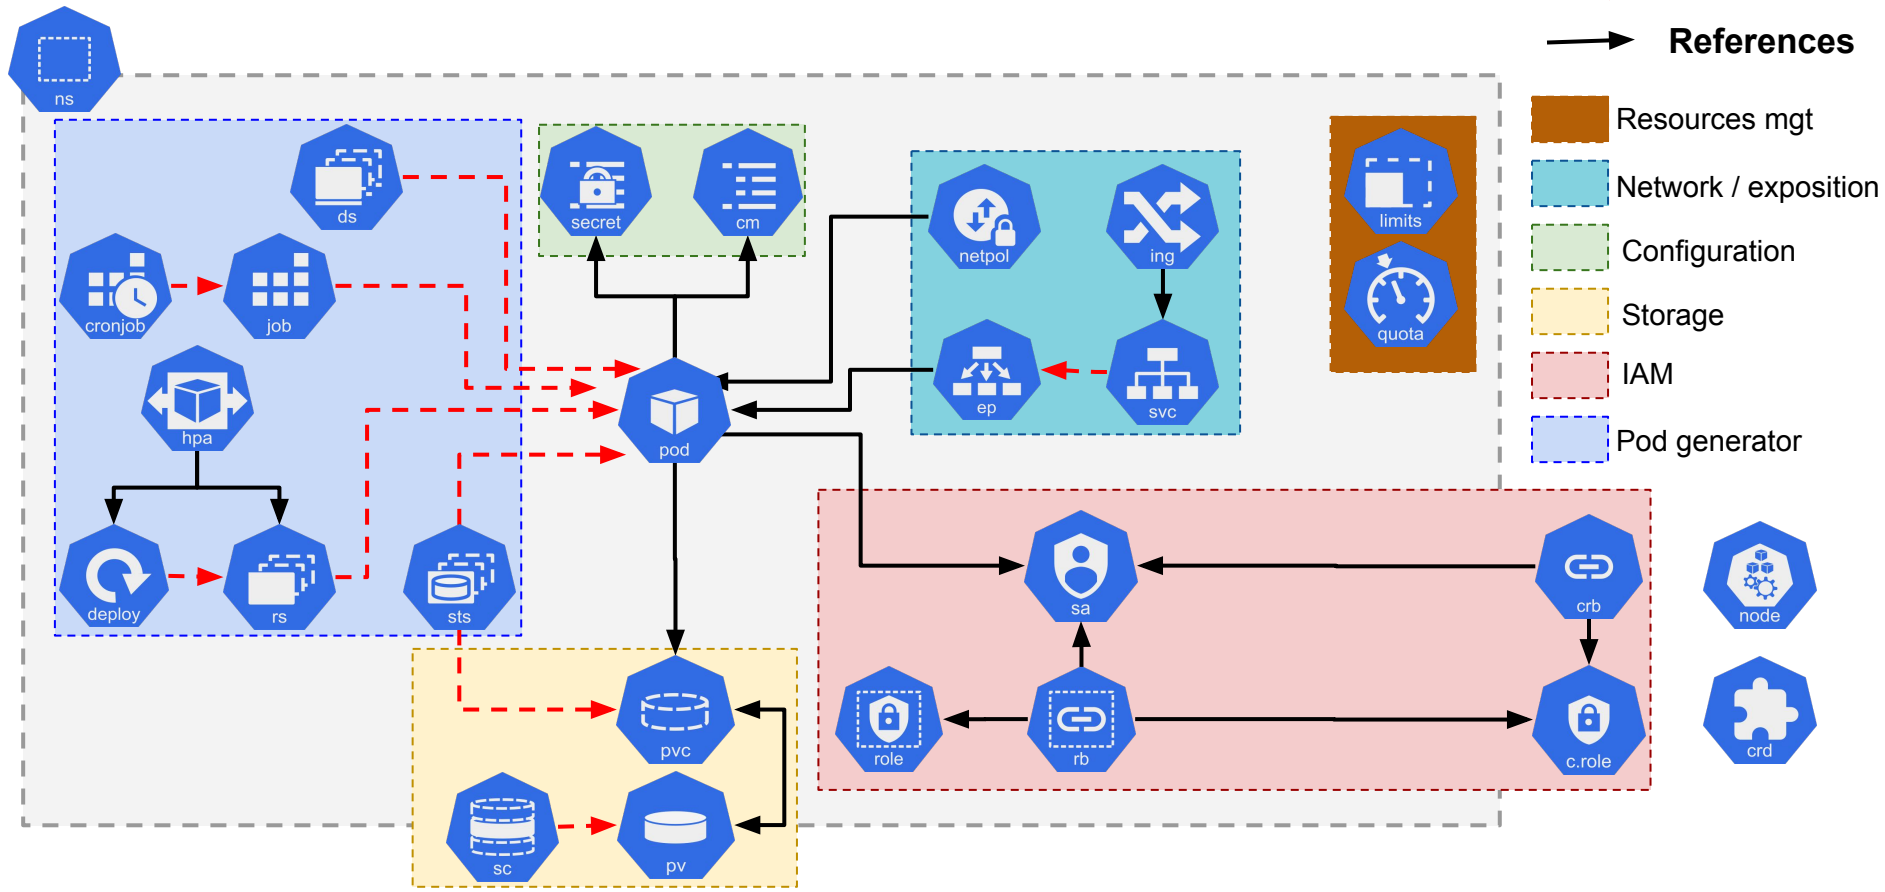 ns
References
Resources mgt
Network / exposition
Configuration
Storage
IAM
Pod generator
ds
secret
cm
netpol
ing
limits
quota
cronjob
job
hpa
pod
ep
svc
deploy
rs
sts
sa
crb
node
pvc
role
rb
c.role
crd
sc
pv